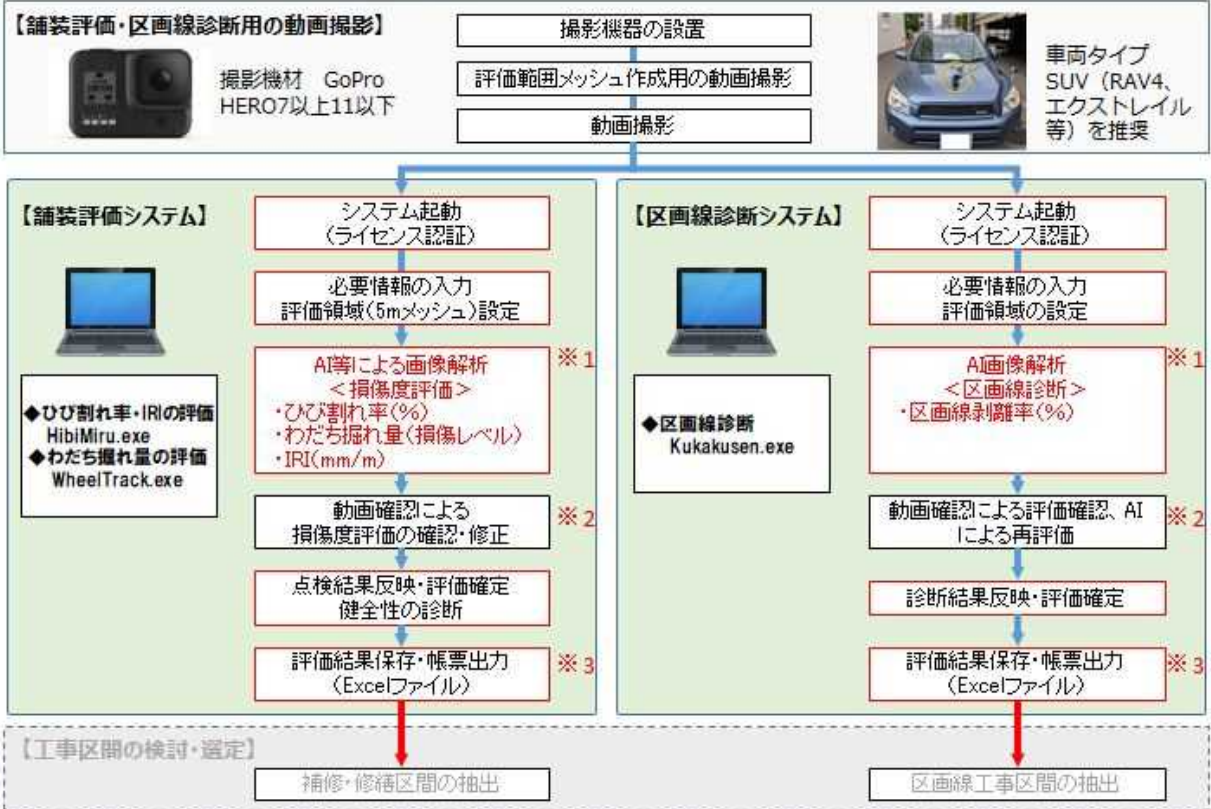 【舗装評価・区画線診断用の動画撮影】
撮影機材　GoPro
HERO7以上11以下
撮影機器の設置
評価範囲メッシュ作成用の動画撮影
動画撮影
車両タイプ
SUV（RAV4、
エクストレイル
等）を推奨
【舗装評価システム】
システム起動
（ライセンス認証）
必要情報の入力
評価領域（5mメッシュ）設定
AI等による画像解析
＜損傷度評価＞
・ひび割れ率（%）
・わだち掘れ量（損傷レベル）
・IRI（mm/m）
※1
◆ひび割れ率・IRIの評価
HibiMiru.exe
◆わだち掘れ量の評価
WheelTrack.exe
動画確認による
損傷度評価の確認・修正
※2
点検結果反映・評価確定
健全性の診断
評価結果保存・帳票出力
（Excelファイル）
※3
【区画線診断システム】
システム起動
（ライセンス認証）
必要情報の入力
評価領域の設定
AI画像解析
＜区画線診断＞
・区画線剥離率（%）
※1
◆区画線診断
Kukakusen.exe
動画確認による評価確認、AI
による再評価
※2
診断結果反映・評価確定
評価結果保存・帳票出力
（Excelファイル）
※3
【工事区間の検討・選定】
補修・修繕区間の抽出
区画線工事区間の抽出